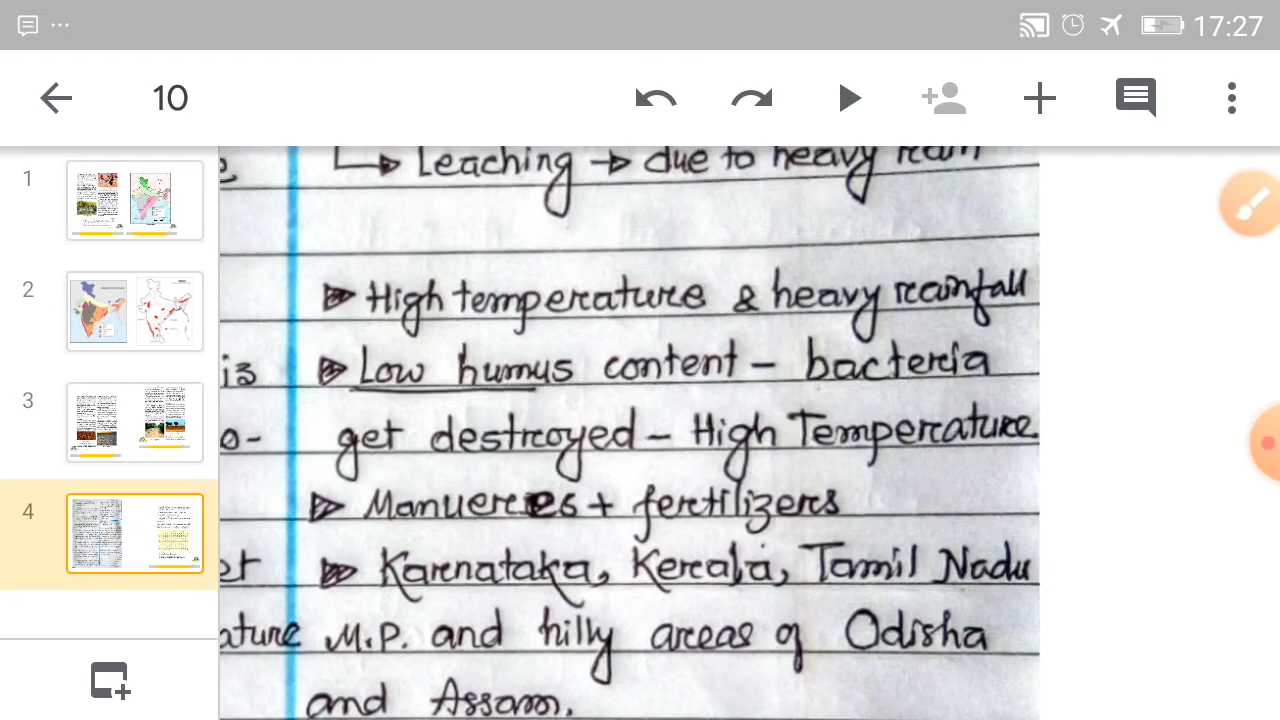 17:27
10
1
2
3
4
Leaching → due to heavy rain
High temperature & heavy rainfall
is Low humus content - bacteria
o- get destroyed - High Temperature.
Manueres + fertilizers
et Karnataka, Kerala, Tamil Nadu
ature M.P. and hilly areas of Odisha
and Assam.